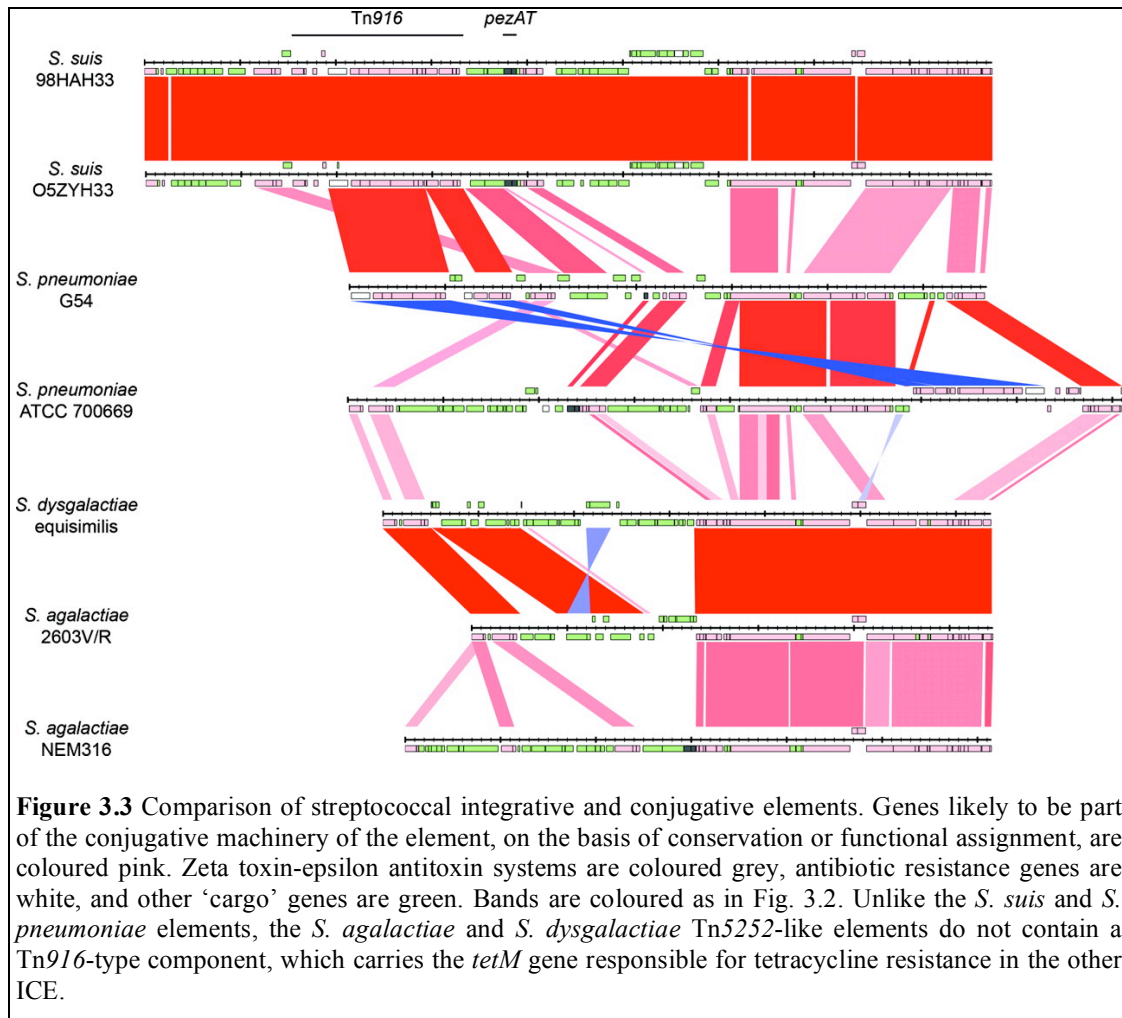 Tn916 pezAT
S. suis
98HAH33
S. suis
O5ZYH33
S. pneumoniae
G54
S. pneumoniae
ATCC 700669
S. dysgalactiae
equisimilis
S. agalactiae
2603V/R
S. agalactiae
NEM316
Figure 3.3 Comparison of streptococcal integrative and conjugative elements. Genes likely to be part
of the conjugative machinery of the element, on the basis of conservation or functional assignment, are
coloured pink. Zeta toxin-epsilon antitoxin systems are coloured grey, antibiotic resistance genes are
white, and other ‘cargo’ genes are green. Bands are coloured as in Fig. 3.2. Unlike the S. suis and S.
pneumoniae elements, the S. agalactiae and S. dysgalactiae Tn5252-like elements do not contain a
Tn916-type component, which carries the tetM gene responsible for tetracycline resistance in the other
ICE.